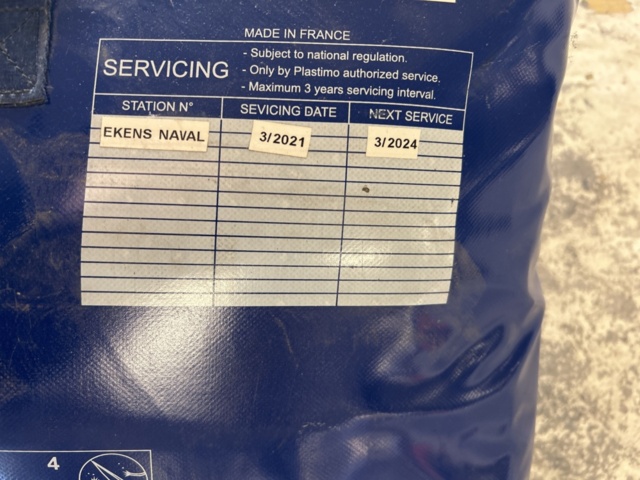 MADE IN FRANCE
SERVICING
- Subject to national regulation.
- Only by Plastimo authorized service.
- Maximum 3 years servicing interval.
STATION N° SEVICING DATE NEXT SERVICE
EKENS NAVAL 3/2021 3/2024
4